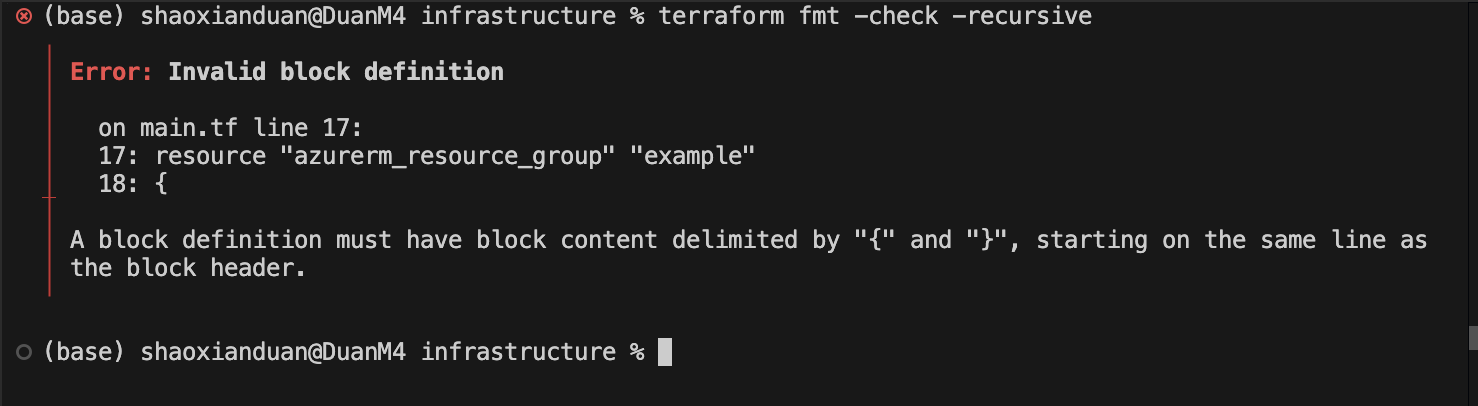 (base) shaoxianduan@DuanM4 infrastructure % terraform fmt -check -recursive
Error: Invalid block definition
on main.tf line 17:
17: resource "azurerm_resource_group" "example"
18: {
A block definition must have block content delimited by "{" and "}", starting on the same line as
the block header.
(base) shaoxianduan@DuanM4 infrastructure %